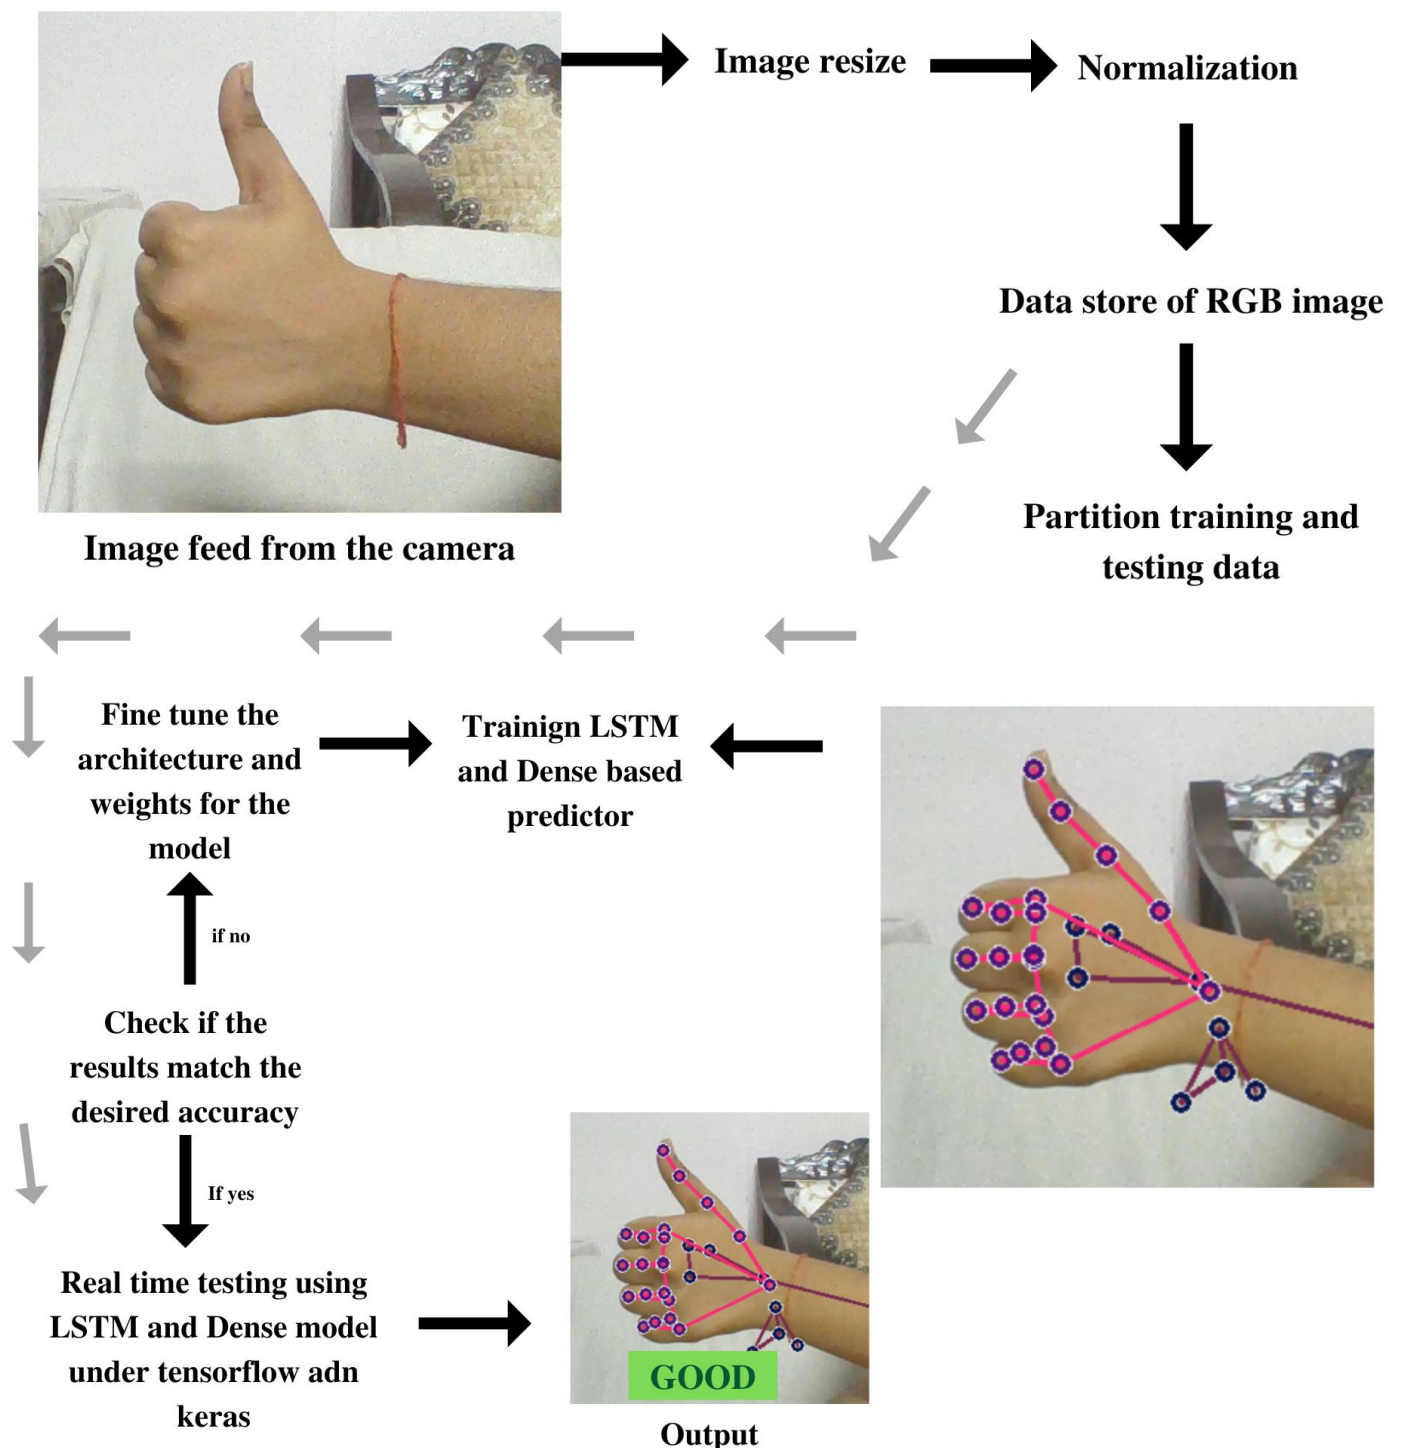 Image resize
Normalization
Data store of RGB image
Partition training and
testing data
Image feed from the camera
Fine tune the
architecture and
weights for the
model
Trainign LSTM
and Dense based
predictor
if no
Check if the
results match the
desired accuracy
If yes
Real time testing using
LSTM and Dense model
under tensorflow adn
keras
GOOD
Output